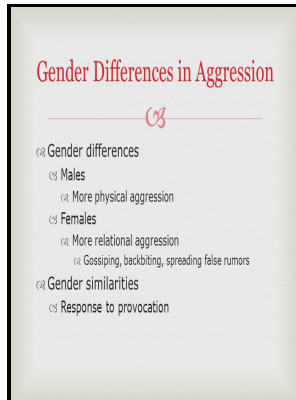 Gender Differences in Aggression
Gender differences
Males
More physical aggression
Females
More relational aggression
Gossiping, backbiting, spreading false rumors
Gender similarities
Response to provocation